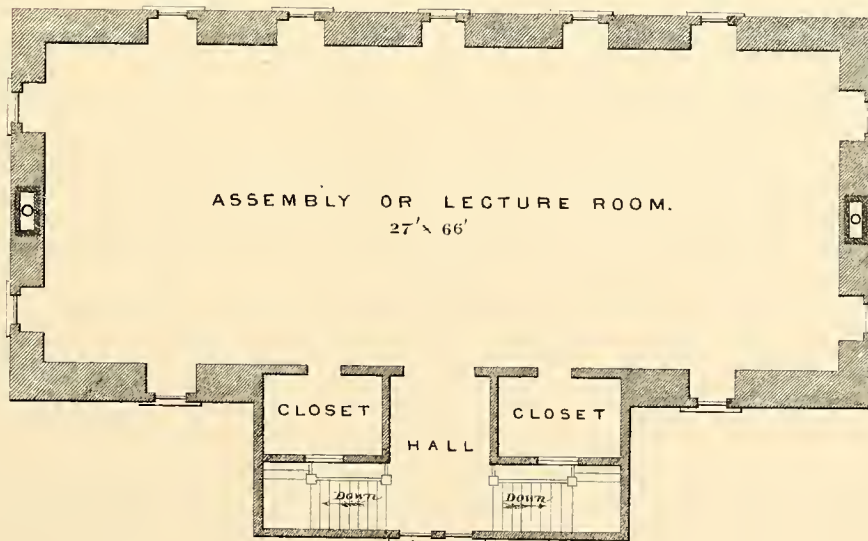 ASSEMBLY OR LECTURE ROOM.
27' x 66'
CLOSET
CLOSET
HALL
Down
Down